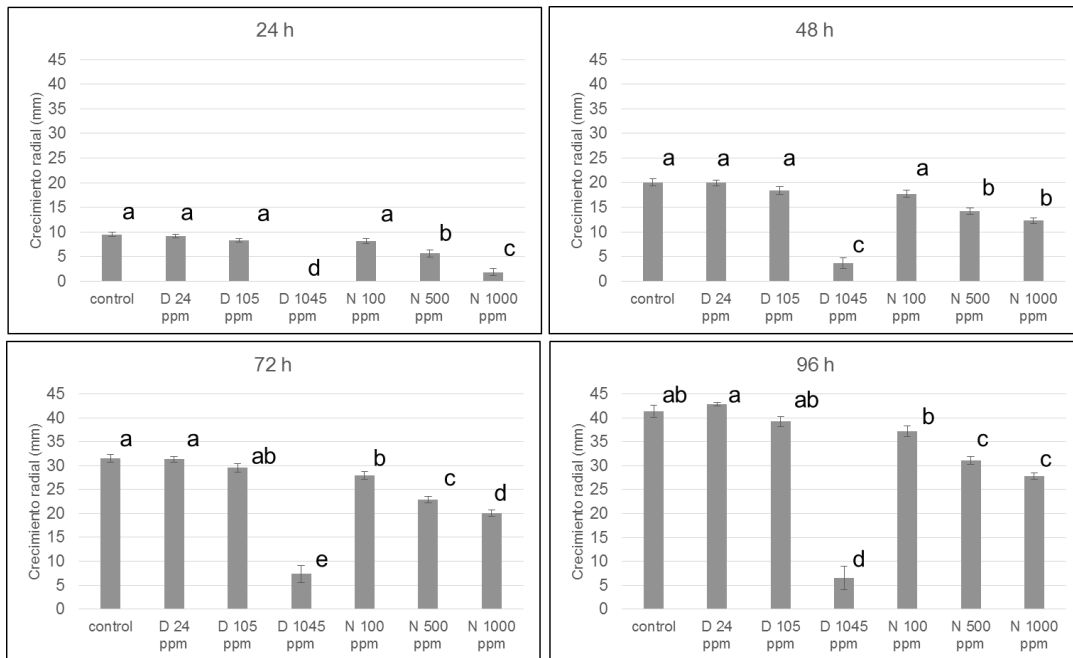 24 h
Crecimiento radial (mm)
45
40
35
30
25
20
15
10
5
0
a
a
a
d
a
b
c
control
D 24 ppm
D 105 ppm
D 1045 ppm
N 100 ppm
N 500 ppm
N 1000 ppm
48 h
Crecimiento radial (mm)
45
40
35
30
25
20
15
10
5
0
a
a
a
c
a
b
b
control
D 24 ppm
D 105 ppm
D 1045 ppm
N 100 ppm
N 500 ppm
N 1000 ppm
72 h
Crecimiento radial (mm)
45
40
35
30
25
20
15
10
5
0
a
a
ab
e
b
c
d
control
D 24 ppm
D 105 ppm
D 1045 ppm
N 100 ppm
N 500 ppm
N 1000 ppm
96 h
Crecimiento radial (mm)
45
40
35
30
25
20
15
10
5
0
ab
a
ab
d
b
c
c
control
D 24 ppm
D 105 ppm
D 1045 ppm
N 100 ppm
N 500 ppm
N 1000 ppm